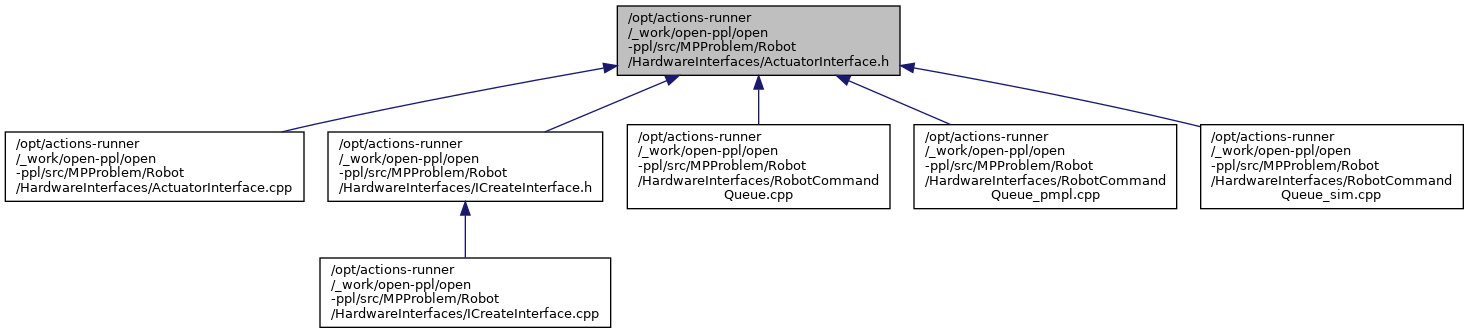 /opt/actions-runner
/_work/open-ppl/open
-ppl/src/MPProblem/Robot
/HardwareInterfaces/ActuatorInterface.h
/opt/actions-runner
/_work/open-ppl/open
-ppl/src/MPProblem/Robot
/HardwareInterfaces/ActuatorInterface.cpp
/opt/actions-runner
/_work/open-ppl/open
-ppl/src/MPProblem/Robot
/HardwareInterfaces/ICreateInterface.h
/opt/actions-runner
/_work/open-ppl/open
-ppl/src/MPProblem/Robot
/HardwareInterfaces/RobotCommand
Queue.cpp
/opt/actions-runner
/_work/open-ppl/open
-ppl/src/MPProblem/Robot
/HardwareInterfaces/RobotCommand
Queue_pmpl.cpp
/opt/actions-runner
/_work/open-ppl/open
-ppl/src/MPProblem/Robot
/HardwareInterfaces/RobotCommand
Queue_sim.cpp
/opt/actions-runner
/_work/open-ppl/open
-ppl/src/MPProblem/Robot
/HardwareInterfaces/ICreateInterface.cpp